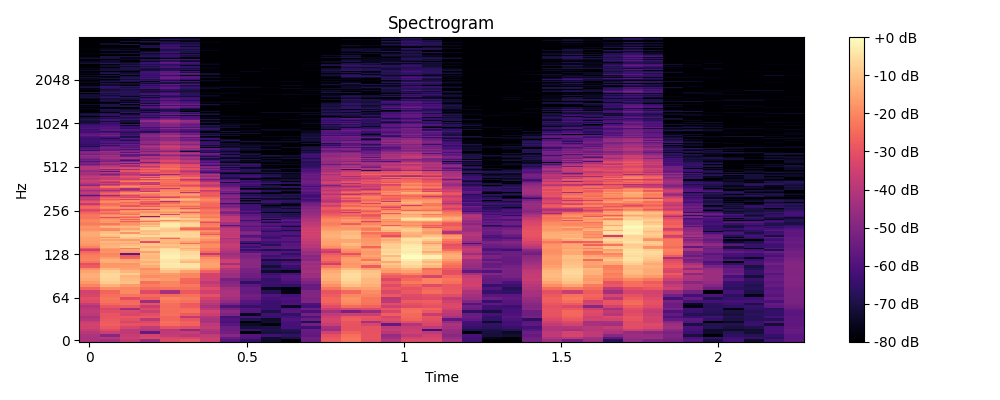 Spectrogram
Hz
2048
1024
512
256
128
64
0
0 0.5 1 1.5 2
Time
+0 dB
-10 dB
-20 dB
-30 dB
-40 dB
-50 dB
-60 dB
-70 dB
-80 dB